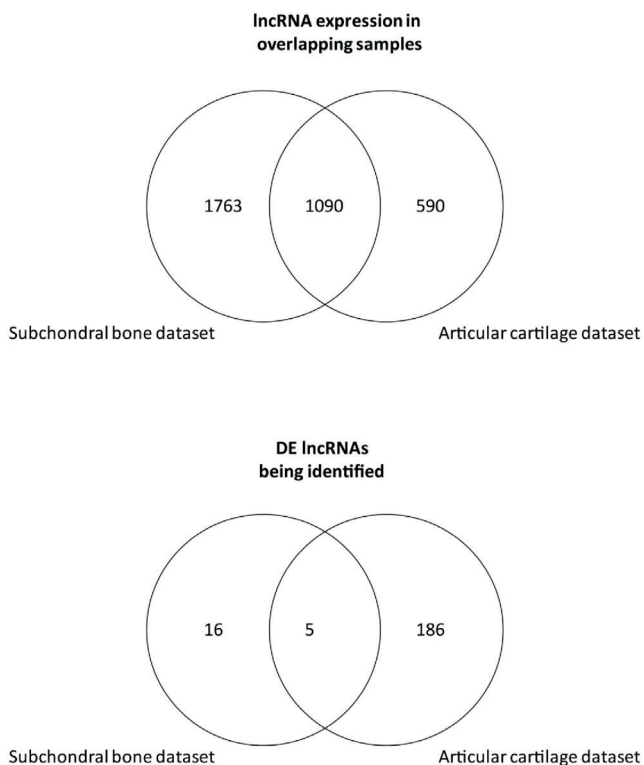 lncRNA expression in
overlapping samples
1763 1090 590
Subchondral bone dataset Articular cartilage dataset
DE lncRNAs
being identified
16 5 186
Subchondral bone dataset Articular cartilage dataset